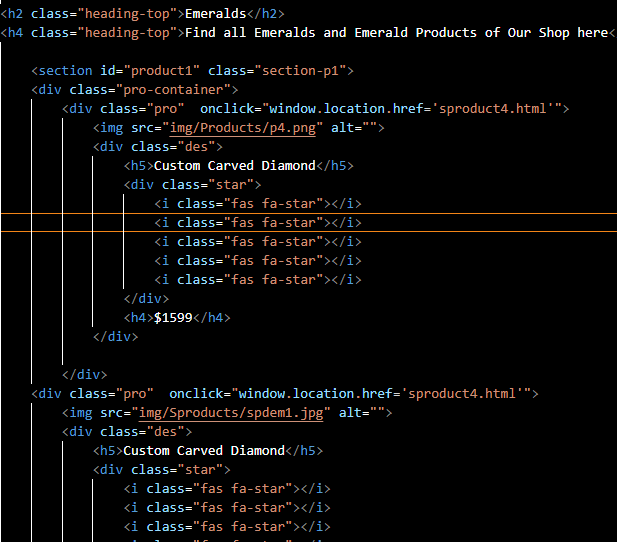 <h2 class="heading-top">Emeralds</h2>
<h4 class="heading-top">Find all Emeralds and Emerald Products of Our Shop here<
<section id="product1" class="section-p1">
<div class="pro-container">
<div class="pro"  onclick="window.location.href='sproduct4.html'">
<img src="img/Products/p4.png" alt="">
<div class="des">
<h5>Custom Carved Diamond</h5>
<div class="star">
<i class="fas fa-star"></i>
<i class="fas fa-star"></i>
<i class="fas fa-star"></i>
<i class="fas fa-star"></i>
<i class="fas fa-star"></i>
</div>
<h4>$1599</h4>
</div>
</div>
<div class="pro"  onclick="window.location.href='sproduct4.html'">
<img src="img/Sproducts/spdem1.jpg" alt="">
<div class="des">
<h5>Custom Carved Diamond</h5>
<div class="star">
<i class="fas fa-star"></i>
<i class="fas fa-star"></i>
<i class="fas fa-star"></i>